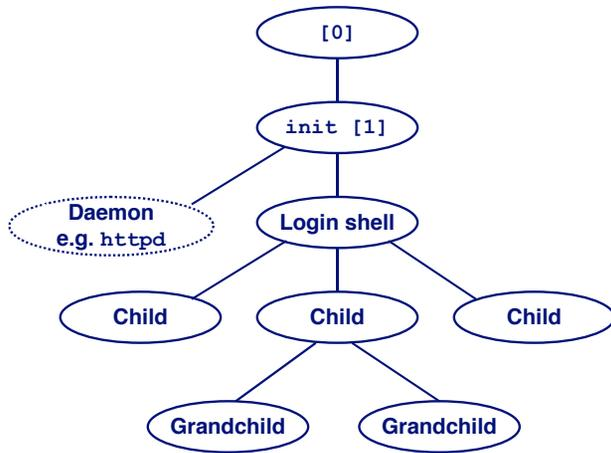 [0]
init [1]
Daemon
e.g. httpd
Login shell
Child
Child
Child
Grandchild
Grandchild